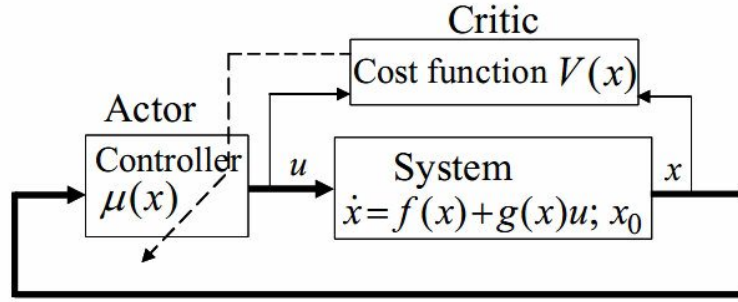 Critic
Cost function V(x)
Actor
Controller
μ(x)
u
System
ẋ=f(x)+g(x)u; x₀
x